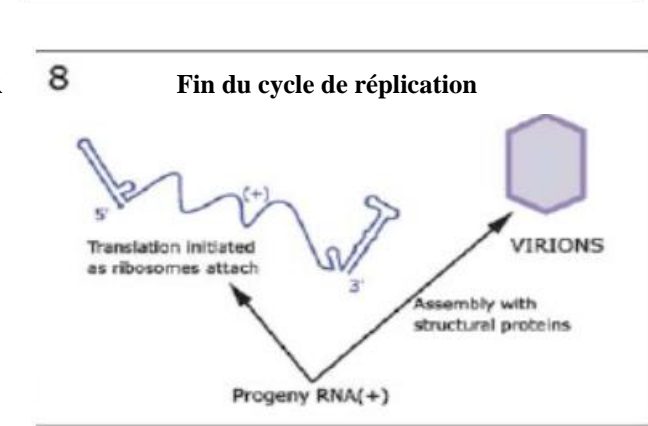 8
Fin du cycle de réplication
(+)
5'
Translation initiated
as ribosomes attach
3'
VIRIONS
Assembly with
structural proteins
Progeny RNA(+)